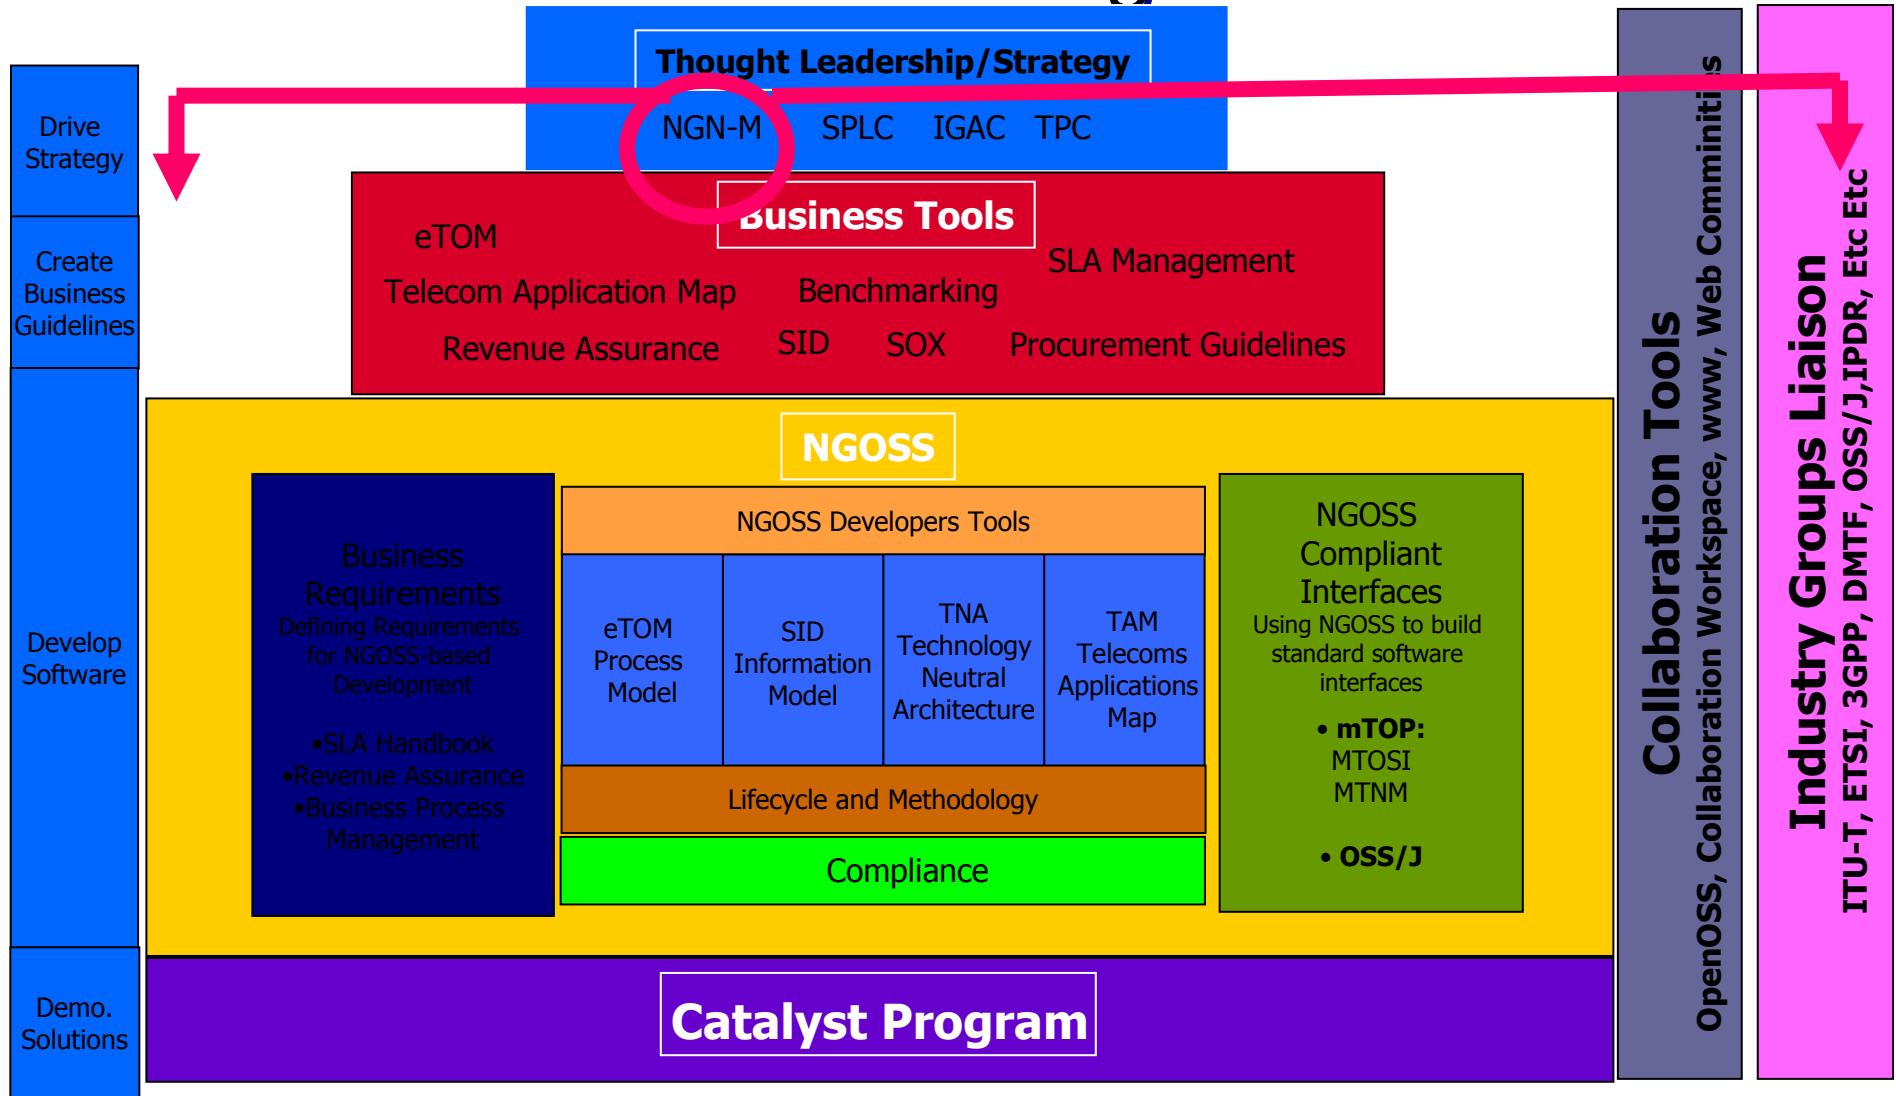 Thought Leadership/Strategy
NGN-M SPLC IGAC TPC
Drive
Strategy
Create
Business
Guidelines
Develop
Software
Demo.
Solutions
Business Tools
eTOM
SLA Management
Telecom Application Map
Benchmarking
Revenue Assurance
SID
SOX
Procurement Guidelines
NGOSS
Business
Requirements
Defining Requirements
for NGOSS-based
Development
•SLA Handbook
•Revenue Assurance
•Business Process
Management
NGOSS Developers Tools
eTOM
Process
Model
SID
Information
Model
TNA
Technology
Neutral
Architecture
TAM
Telecoms
Applications
Map
Lifecycle and Methodology
Compliance
NGOSS
Compliant
Interfaces
Using NGOSS to build
standard software
interfaces
• mTOP:
MTOSI
MTNM
• OSS/J
Catalyst Program
Collaboration Tools
OpenOSS, Collaboration Workspace, www, Web Comminities
Industry Groups Liaison
ITU-T, ETSI, 3GPP, DMTF, OSS/J,IPDR, Etc Etc